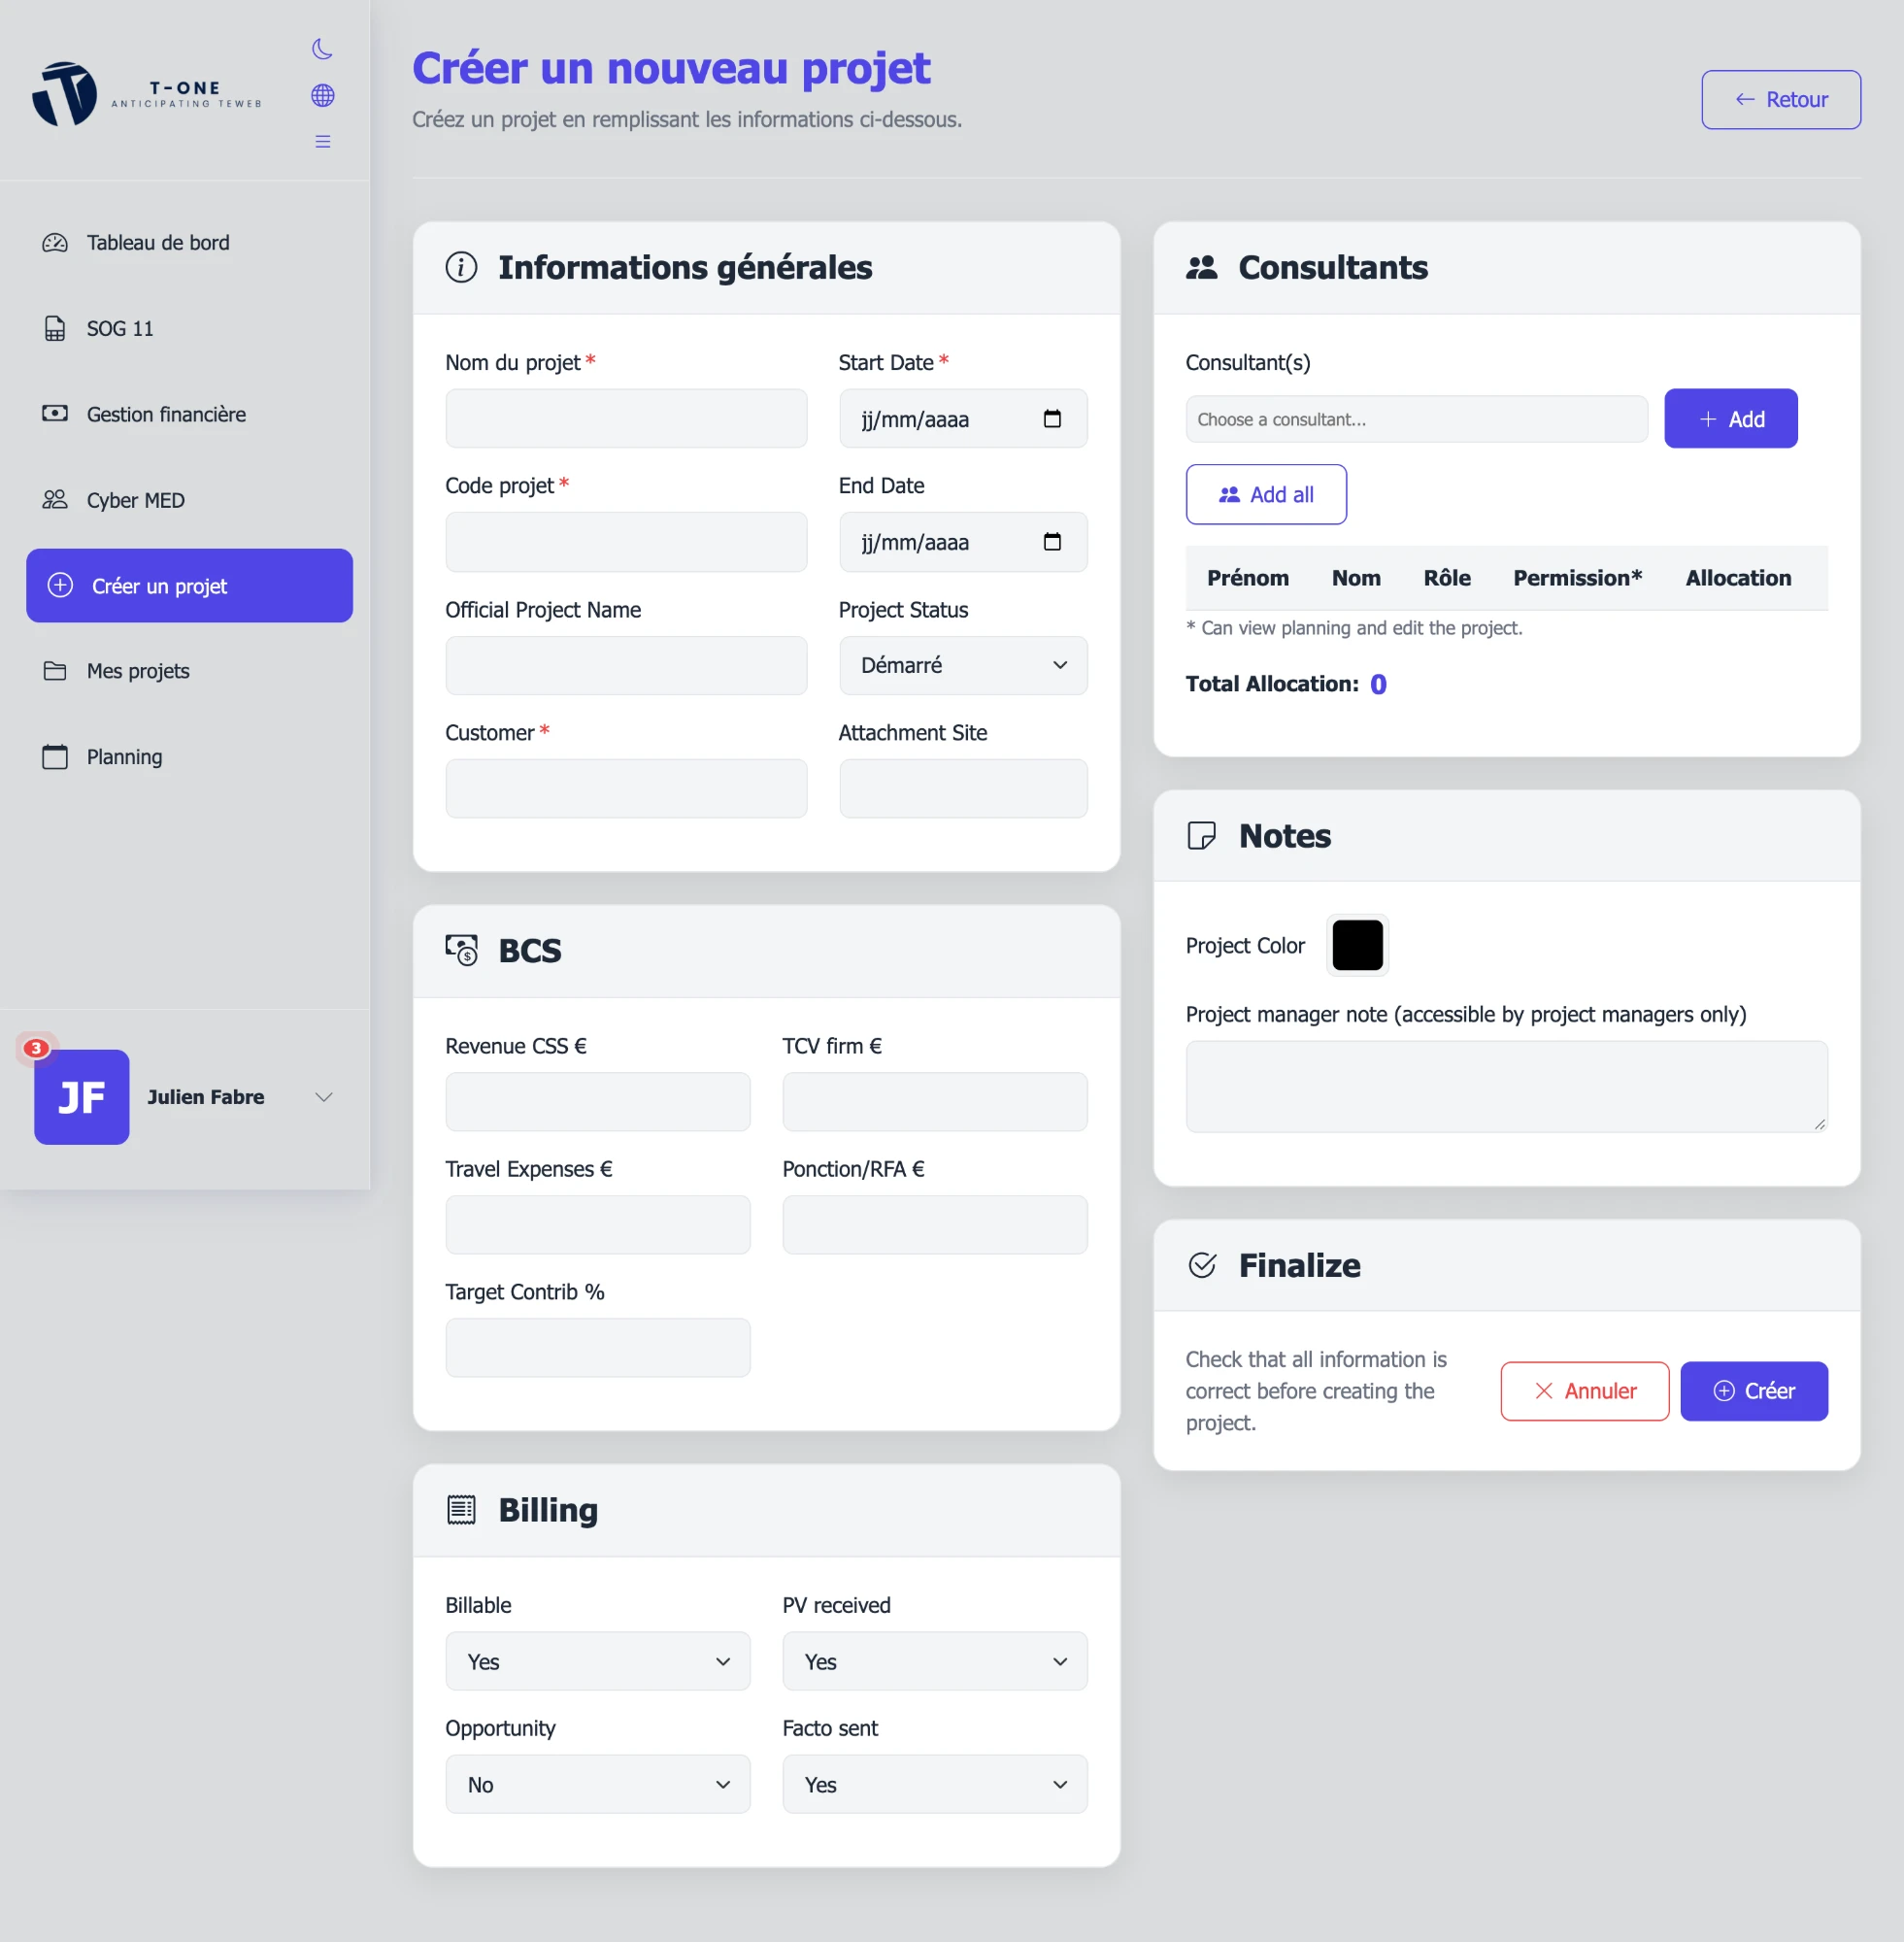 T-ONE
ANTICIPATING TEWEB
Tableau de bord
SOG 11
Gestion financière
Cyber MED
Créer un projet
Mes projets
Planning
3
JF
Julien Fabre
Créer un nouveau projet
Créez un projet en remplissant les informations ci-dessous.
Retour
Informations générales
Nom du projet *
Start Date *
jj/mm/aaaa
Code projet *
End Date
jj/mm/aaaa
Official Project Name
Project Status
Démarré
Customer *
Attachment Site
BCS
Revenue CSS €
TCV firm €
Travel Expenses €
Ponction/RFA €
Target Contrib %
Billing
Billable
PV received
Yes
Yes
Opportunity
Facto sent
No
Yes
Consultants
Consultant(s)
Choose a consultant...
Add
Add all
Prénom Nom Rôle Permission* Allocation
* Can view planning and edit the project.
Total Allocation: 0
Notes
Project Color
Project manager note (accessible by project managers only)
Finalize
Check that all information is
correct before creating the
project.
Annuler
Créer